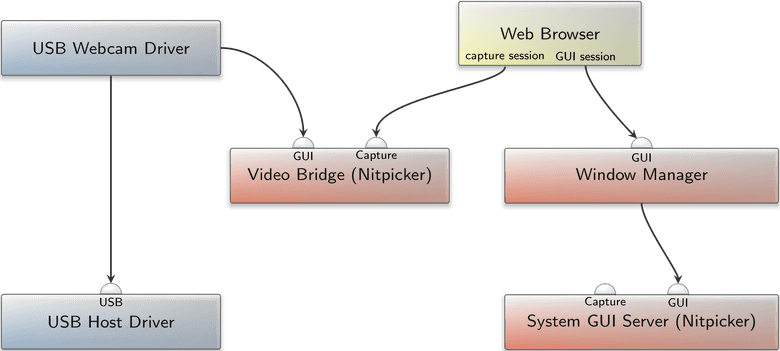 USB Webcam Driver
Web Browser
capture session GUI session
GUI Capture
Video Bridge (Nitpicker)
GUI
Window Manager
USB
USB Host Driver
Capture GUI
System GUI Server (Nitpicker)